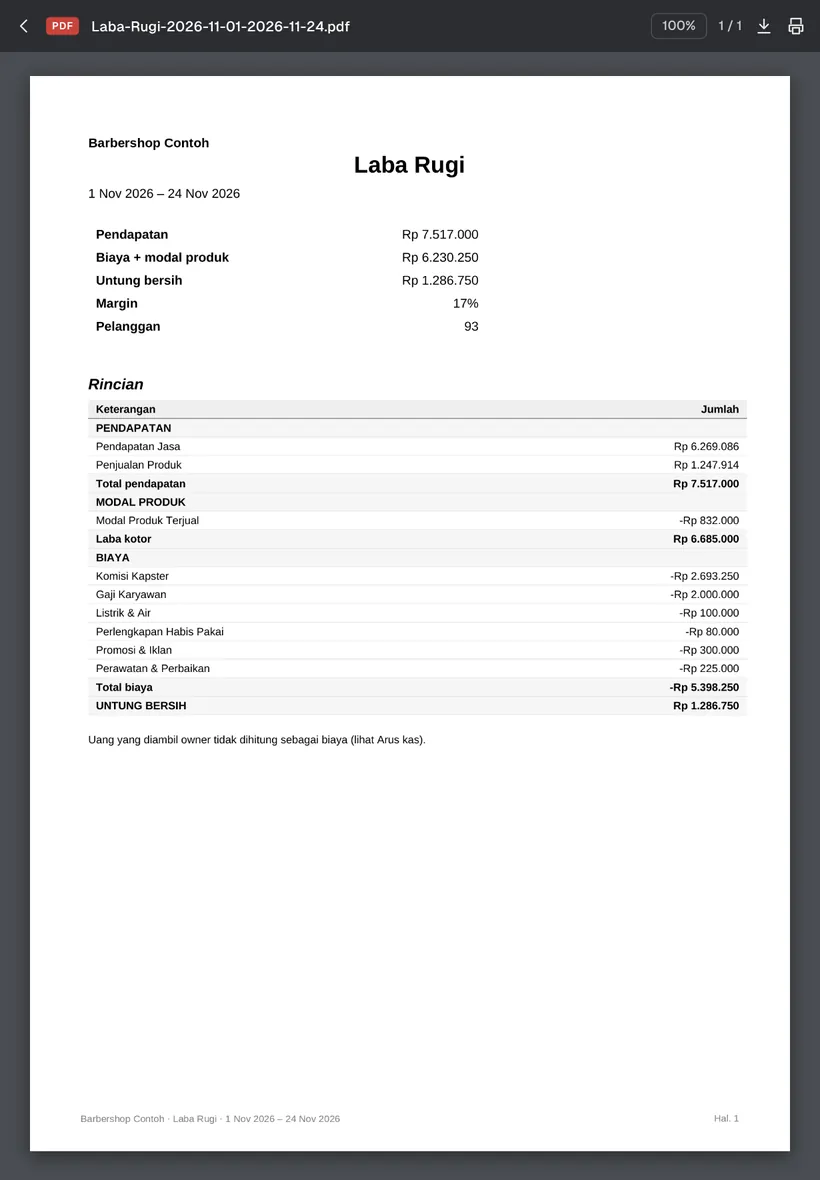 PDF Laba-Rugi-2026-11-01-2026-11-24.pdf 100% 1 / 1
Barbershop Contoh
Laba Rugi
1 Nov 2026 – 24 Nov 2026
Pendapatan Rp 7.517.000
Biaya + modal produk Rp 6.230.250
Untung bersih Rp 1.286.750
Margin 17%
Pelanggan 93
Rincian
Keterangan Jumlah
PENDAPATAN
Pendapatan Jasa Rp 6.269.086
Penjualan Produk Rp 1.247.914
Total pendapatan Rp 7.517.000
MODAL PRODUK
Modal Produk Terjual -Rp 832.000
Laba kotor Rp 6.685.000
BIAYA
Komisi Kapster -Rp 2.693.250
Gaji Karyawan -Rp 2.000.000
Listrik & Air -Rp 100.000
Perlengkapan Habis Pakai -Rp 80.000
Promosi & Iklan -Rp 300.000
Perawatan & Perbaikan -Rp 225.000
Total biaya -Rp 5.398.250
UNTUNG BERSIH Rp 1.286.750
Uang yang diambil owner tidak dihitung sebagai biaya (lihat Arus kas).
Barbershop Contoh · Laba Rugi · 1 Nov 2026 – 24 Nov 2026 Hal. 1